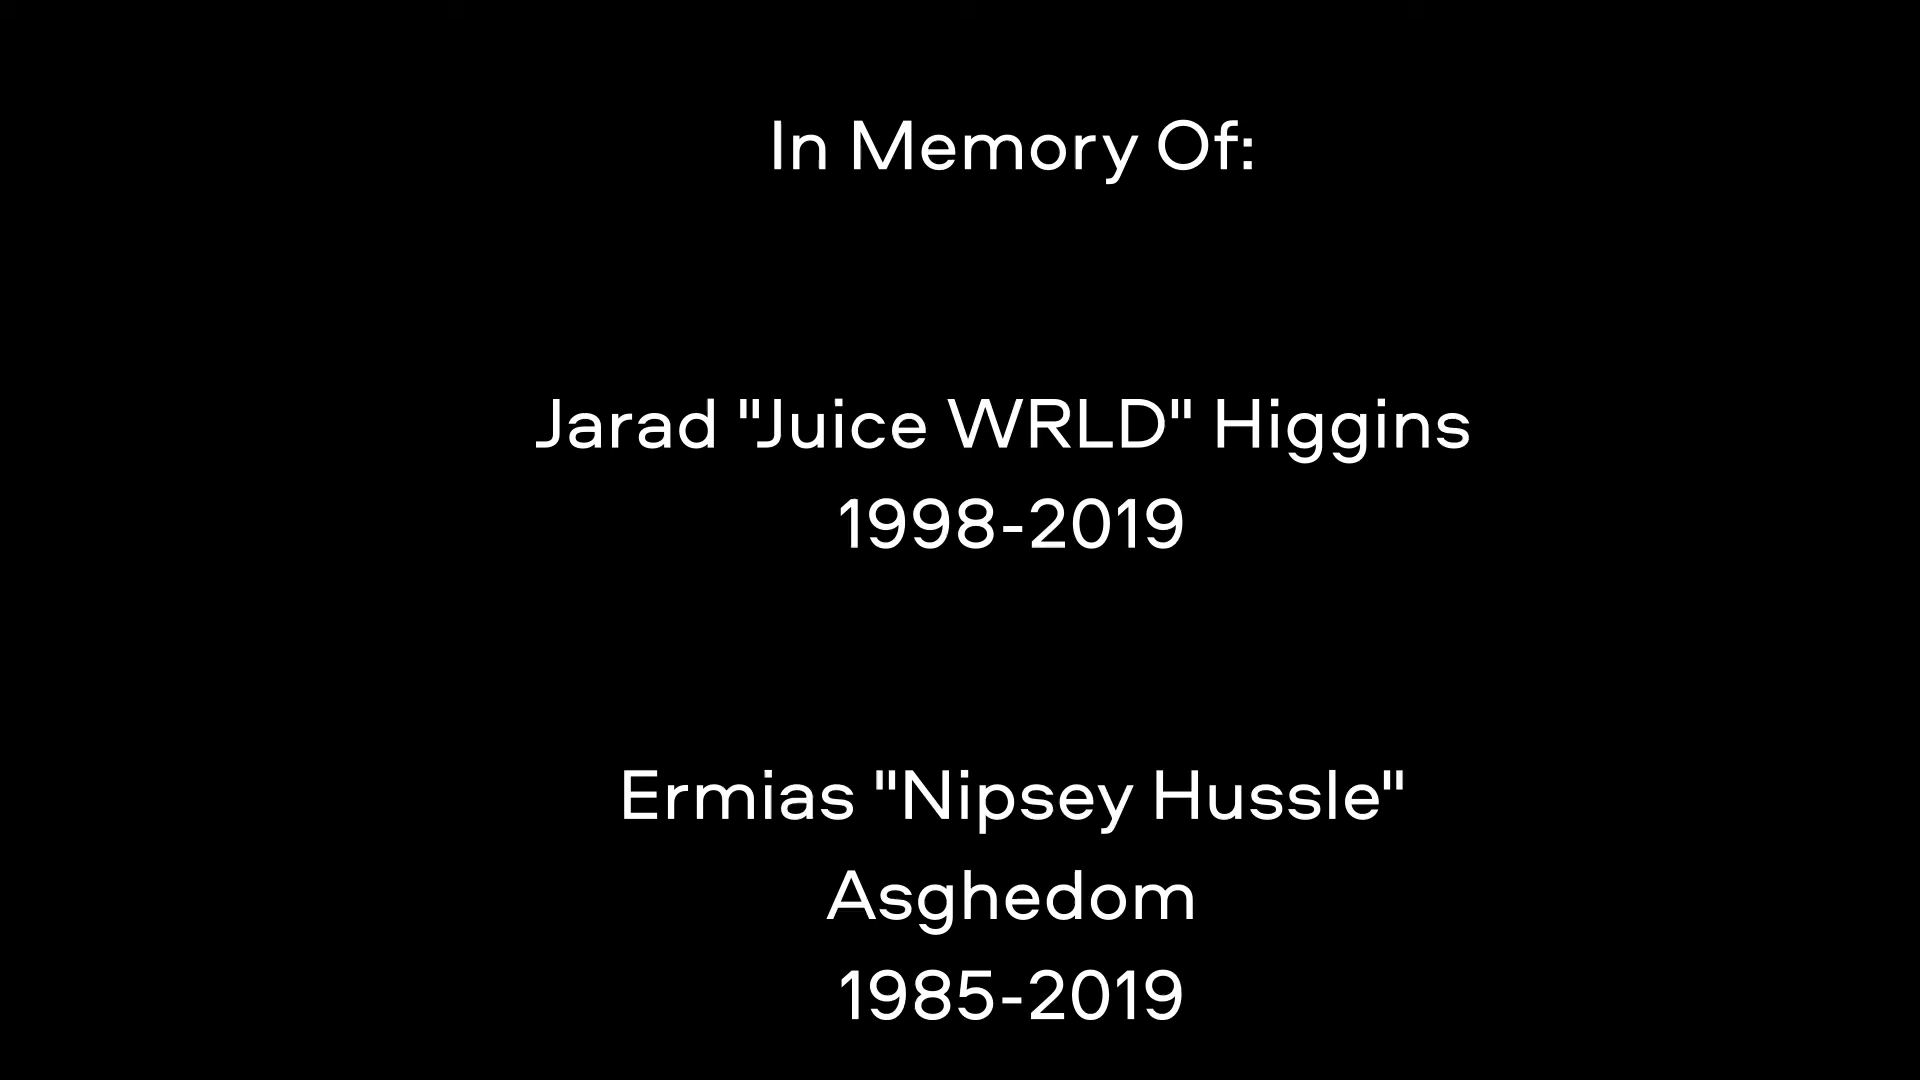 In Memory Of:
Jarad "Juice WRLD" Higgins
1998-2019
Ermias "Nipsey Hussle"
Asghedom
1985-2019